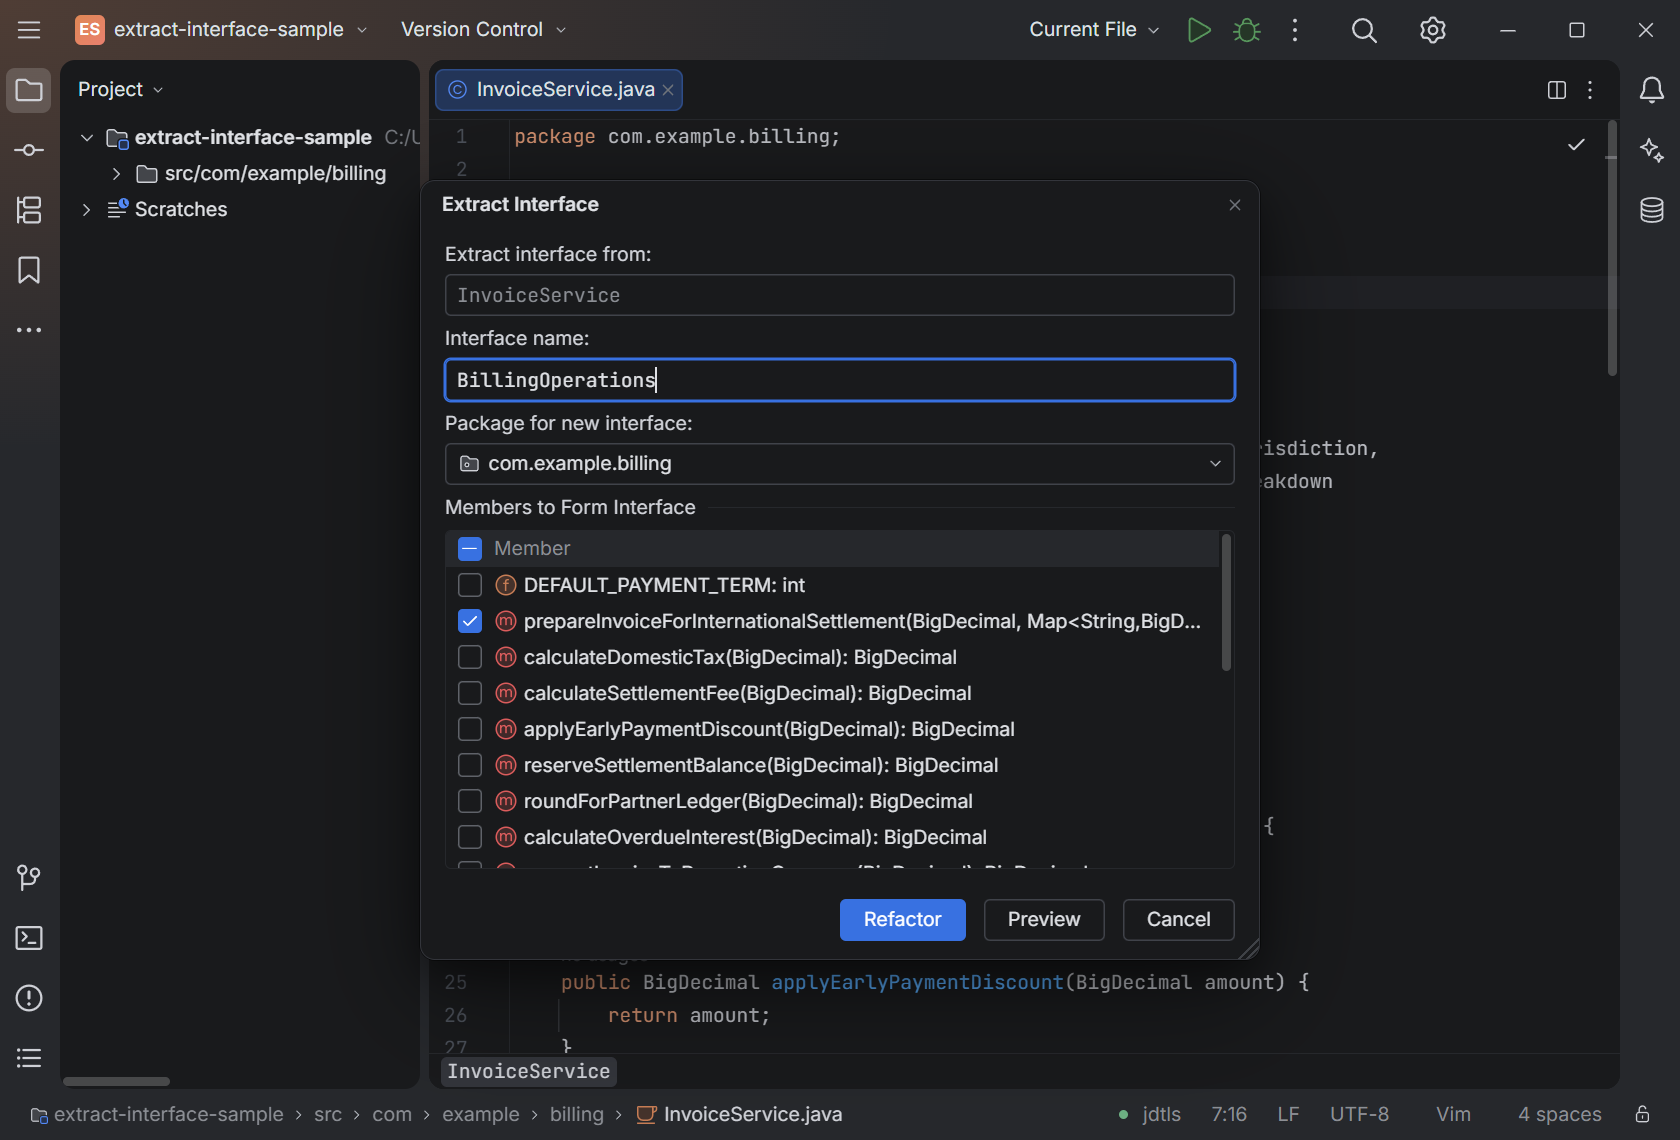 ES extract-interface-sample Version Control Current File
Project
InvoiceService.java
extract-interface-sample C:/U
src/com/example/billing
Scratches
1 package com.example.billing;
2
Extract Interface
Extract interface from:
InvoiceService
Interface name:
BillingOperations
Package for new interface:
com.example.billing
risdiction,
eakdown
Members to Form Interface
Member
f DEFAULT_PAYMENT_TERM: int
m prepareInvoiceForInternationalSettlement(BigDecimal, Map<String,BigD...
m calculateDomesticTax(BigDecimal): BigDecimal
m calculateSettlementFee(BigDecimal): BigDecimal
m applyEarlyPaymentDiscount(BigDecimal): BigDecimal
m reserveSettlementBalance(BigDecimal): BigDecimal
m roundForPartnerLedger(BigDecimal): BigDecimal
{
m calculateOverdueInterest(BigDecimal): BigDecimal
Refactor Preview Cancel
25 public BigDecimal applyEarlyPaymentDiscount(BigDecimal amount) {
26 return amount;
27 }
InvoiceService
extract-interface-sample › src › com › example › billing › InvoiceService.java jdtls 7:16 LF UTF-8 Vim 4 spaces